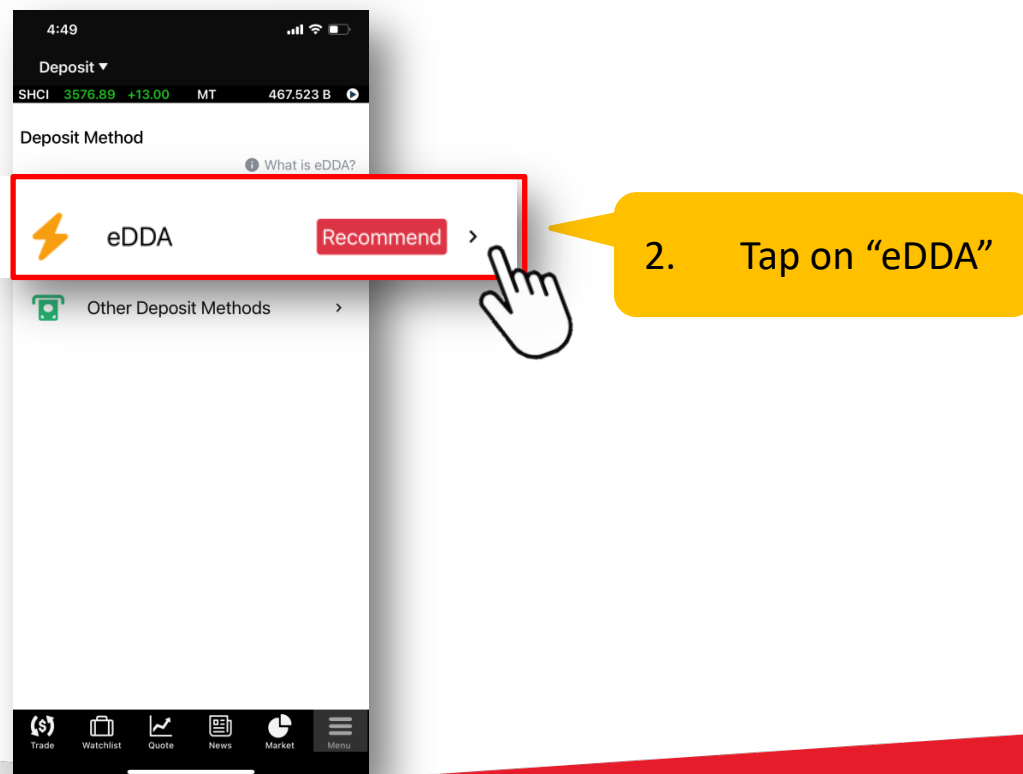 4:49
Deposit ▼
SHCI 3576.89 +13.00 MT 467.523 B
Deposit Method
What is eDDA?
eDDA Recommend >
Other Deposit Methods >
2. Tap on “eDDA”
Trade Watchlist Quote News Market Menu